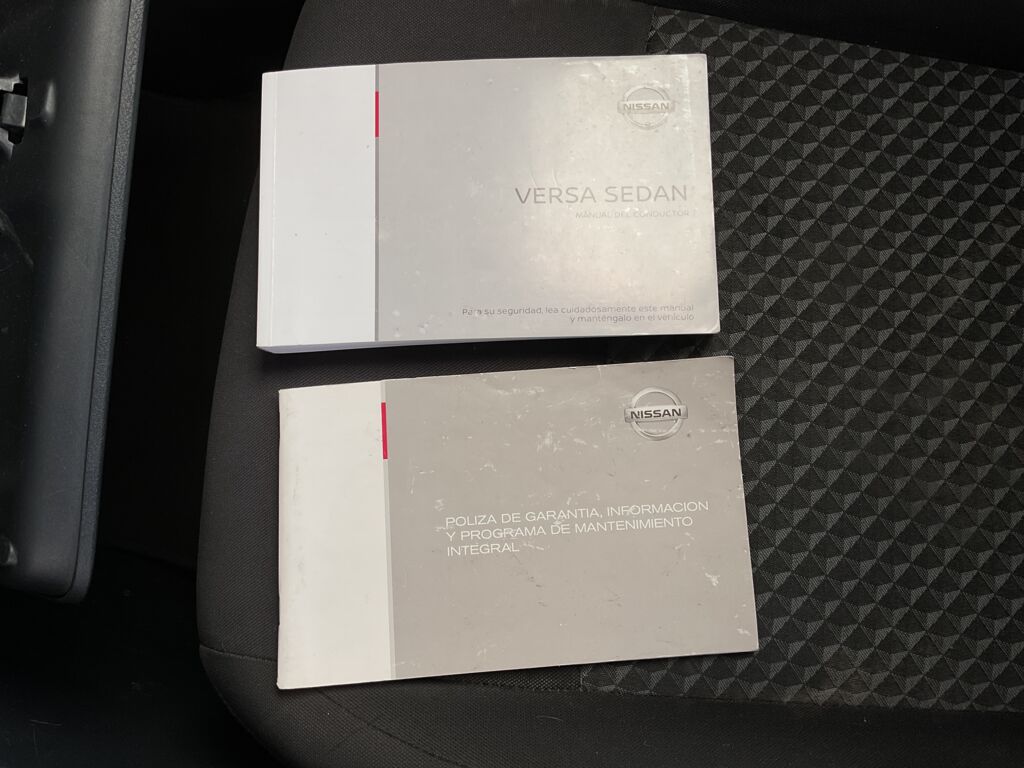 NISSAN
VERSA SEDAN
MANUAL DEL CONDUCTOR
Para su seguridad, lea cuidadosamente este manual
y manténgalo en el vehículo
NISSAN
POLIZA DE GARANTIA, INFORMACION
Y PROGRAMA DE MANTENIMIENTO
INTEGRAL